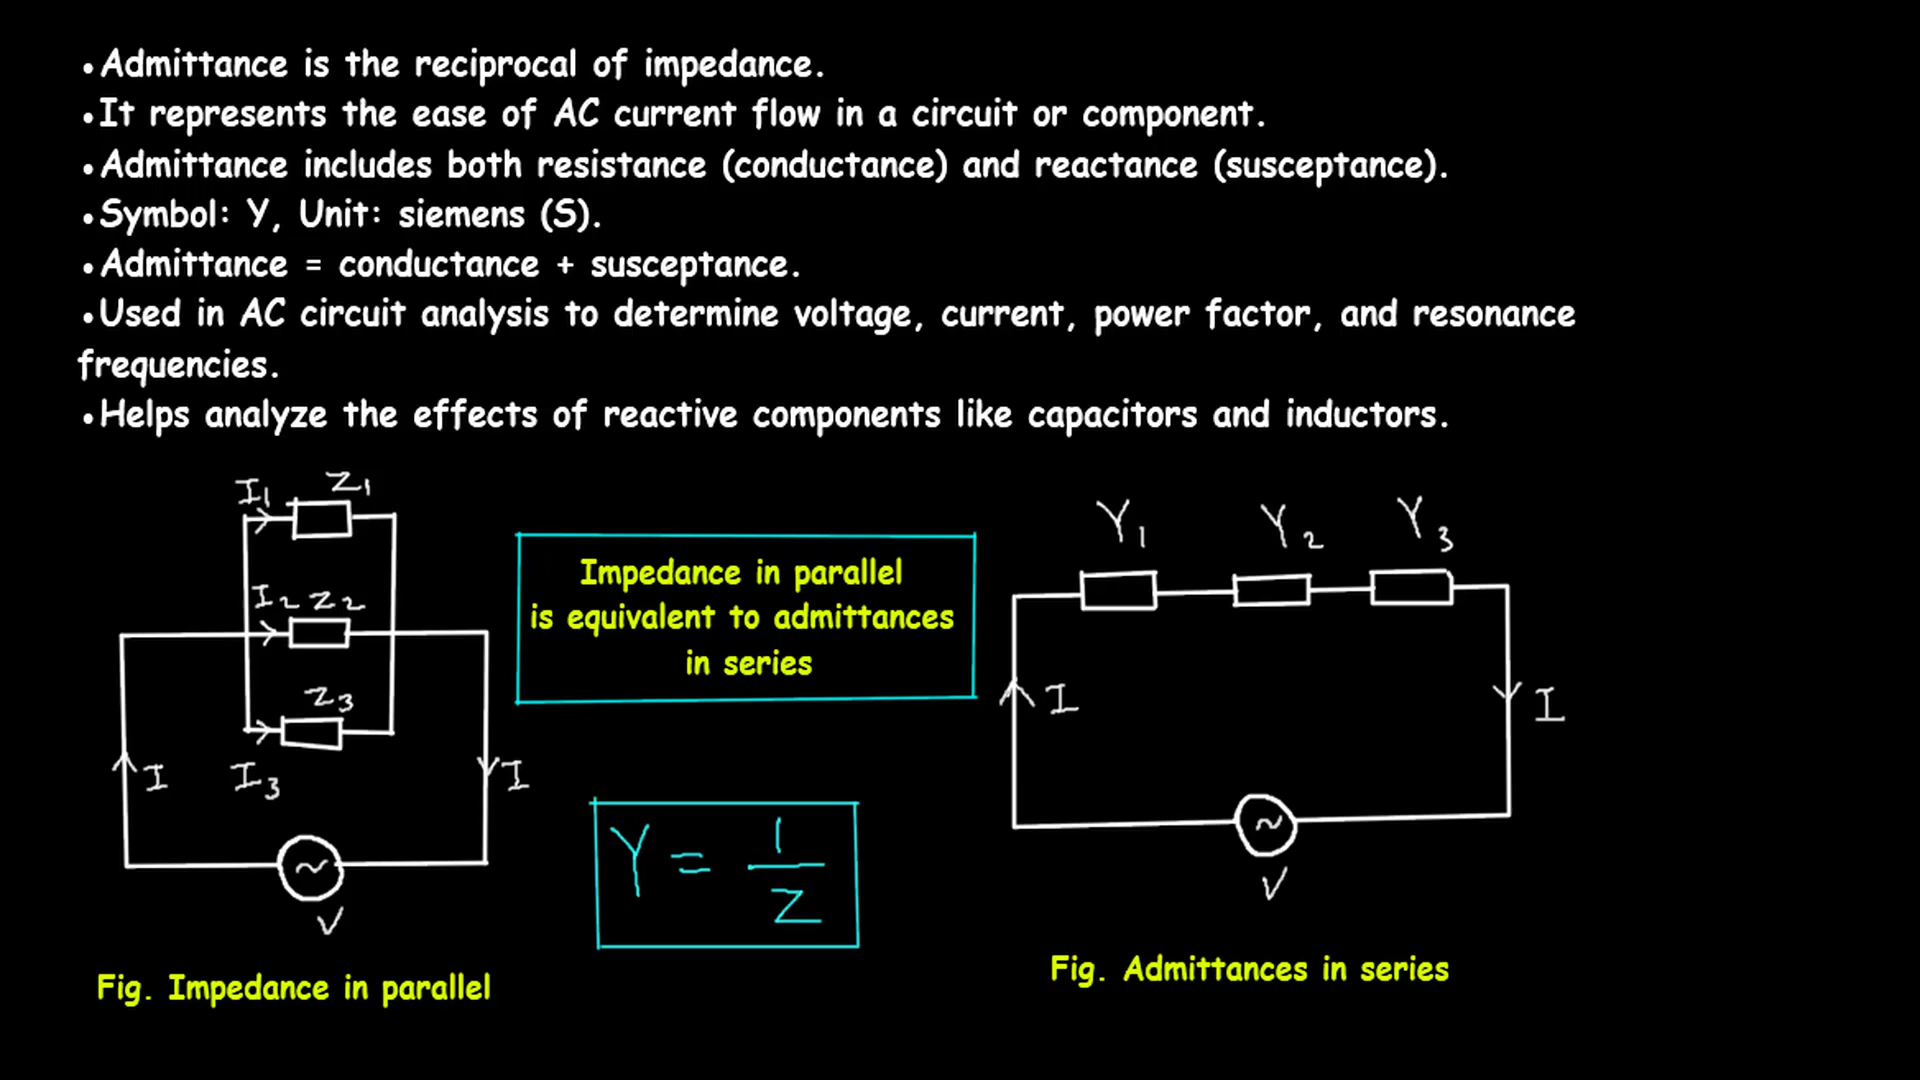 •Admittance is the reciprocal of impedance.
•It represents the ease of AC current flow in a circuit or component.
•Admittance includes both resistance (conductance) and reactance (susceptance).
•Symbol: Y, Unit: siemens (S).
•Admittance = conductance + susceptance.
•Used in AC circuit analysis to determine voltage, current, power factor, and resonance
frequencies.
•Helps analyze the effects of reactive components like capacitors and inductors.
I1 Z1
I2 Z2
Z3
I I3 I
V
Fig. Impedance in parallel
Impedance in parallel
is equivalent to admittances
in series
Y = 1/Z
Y1 Y2 Y3
I I
~
V
Fig. Admittances in series